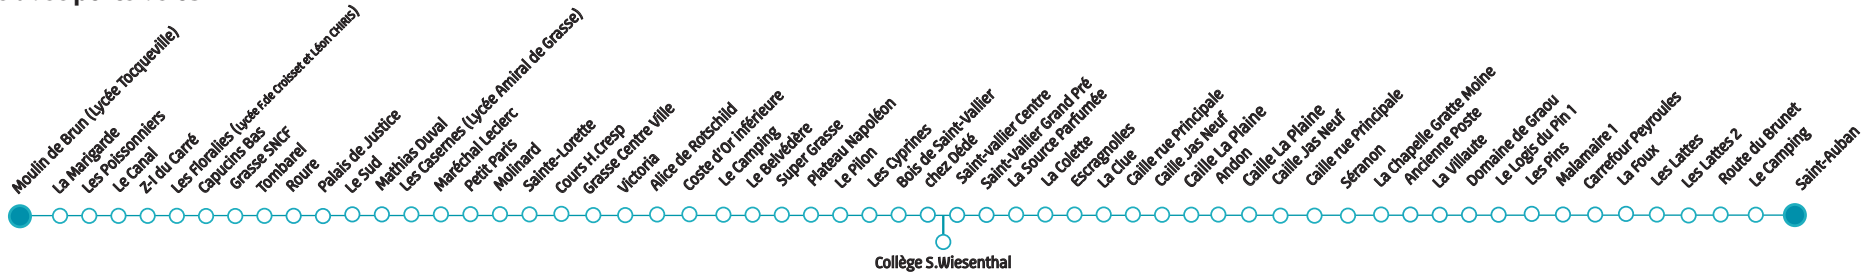 Moulin de Brun (Lycée Tocqueville)
La Marigarde
Les Poissonniers
Le Canal
Z-I du Carré
Les Floralies (Lycée F.de Croisset et Léon CHIRIS)
Capucins Bas
Grasse SNCF
Tombarel
Roure
Palais de Justice
Le Sud
Mathias Duval
Les Casernes (Lycée Amiral de Grasse)
Maréchal Leclerc
Petit Paris
Molinard
Sainte-Lorette
Cours H.Cresp
Grasse Centre Ville
Victoria
Alice de Rotschild
Coste d'or inférieure
Le Camping
Le Belvédère
Super Grasse
Plateau Napoléon
Le Pilon
Les Cyprines
Bois de Saint-Vallier
chez Dédé
Saint-vallier Centre
Saint-Vallier Grand Pré
La Source Parfumée
La Colette
Escragnolles
La Clue
Caille rue Principale
Caille Jas Neuf
Caille La Plaine
Andon
Caille La Plaine
Caille Jas Neuf
Caille rue Principale
Séranon
La Chapelle Gratte Moine
Ancienne Poste
La Villaute
Domaine de Graou
Le Logis du Pin 1
Les Pins
Malamaire 1
Carrefour Peyroules
La Foux
Les Lattes
Les Lattes 2
Route du Brunet
Le Camping
Saint-Auban
Collège S.Wiesenthal